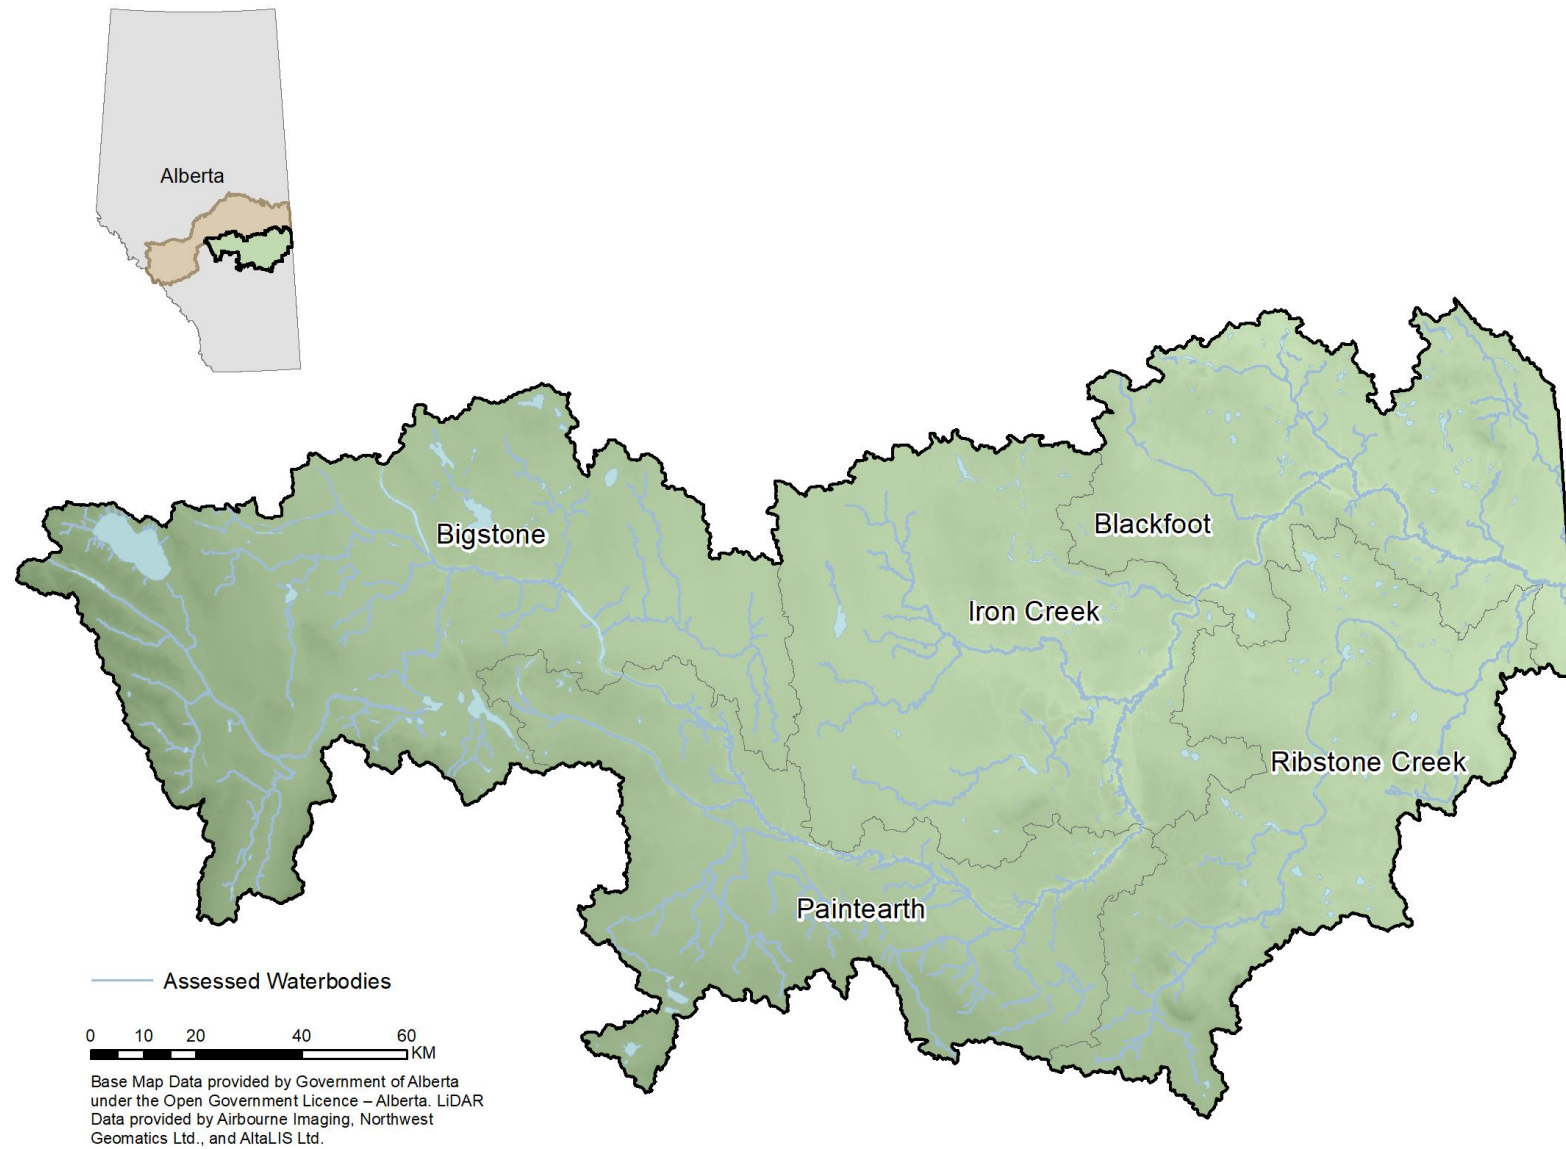 Alberta
Bigstone
Blackfoot
Iron Creek
Ribstone Creek
Paintearth
Assessed Waterbodies
0 10 20 40 60
KM
Base Map Data provided by Government of Alberta
under the Open Government Licence – Alberta. LiDAR
Data provided by Airbourne Imaging, Northwest
Geomatics Ltd., and AltaLIS Ltd.